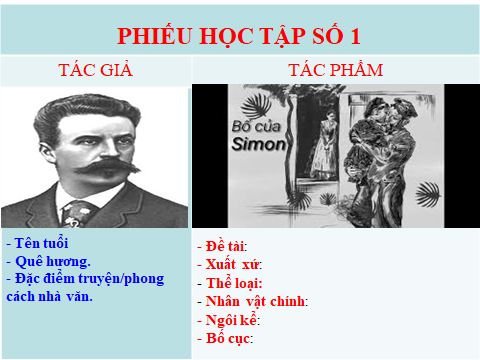 PHIẾU HỌC TẬP SỐ 1
TÁC GIẢ
TÁC PHẨM
Bố của
Simon
- Tên tuổi
- Quê hương.
- Đặc điểm truyện/phong
cách nhà văn.
- Đề tài:
- Xuất xứ:
- Thể loại:
- Nhân vật chính:
- Ngôi kể:
- Bố cục: